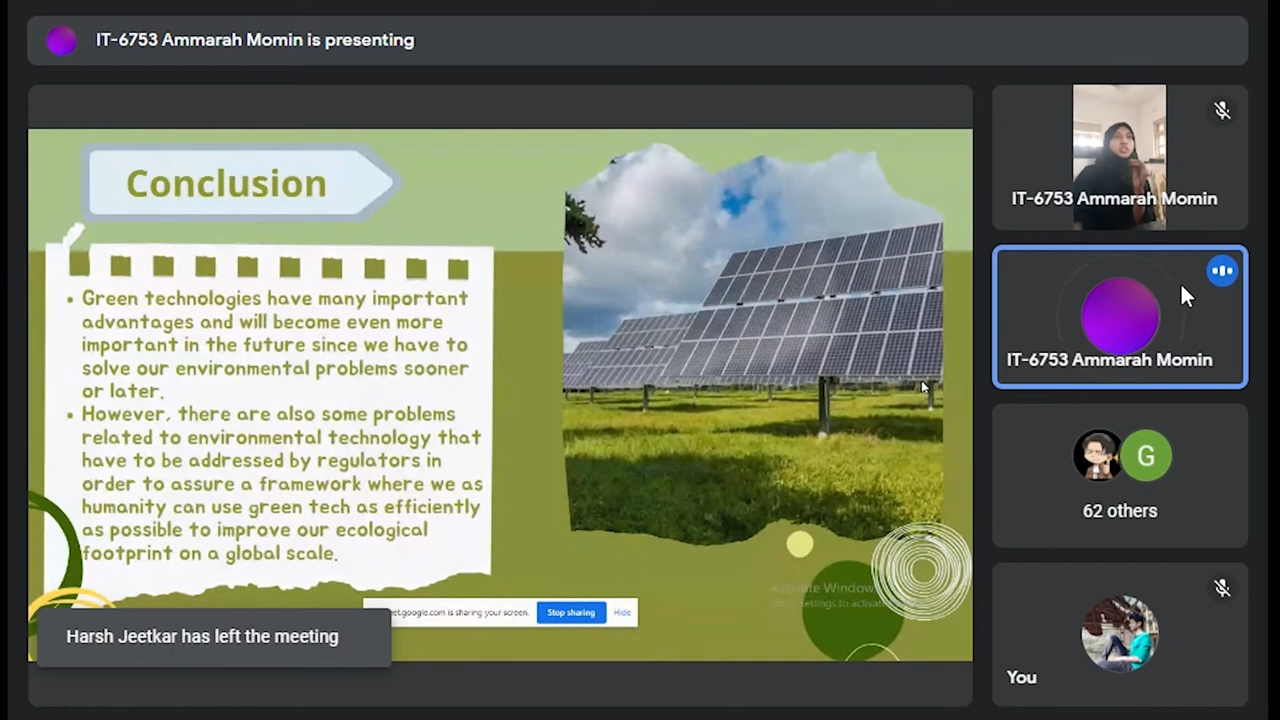 IT-6753 Ammarah Momin is presenting
Conclusion
• Green technologies have many important
advantages and will become even more
important in the future since we have to
solve our environmental problems sooner
or later.
• However, there are also some problems
related to environmental technology that
have to be addressed by regulators in
order to assure a framework where we as
humanity can use green tech as efficiently
as possible to improve our ecological
footprint on a global scale.
is sharing your screen. Stop sharing Hide
Harsh Jeetkar has left the meeting
IT-6753 Ammarah Momin
IT-6753 Ammarah Momin
G
62 others
You